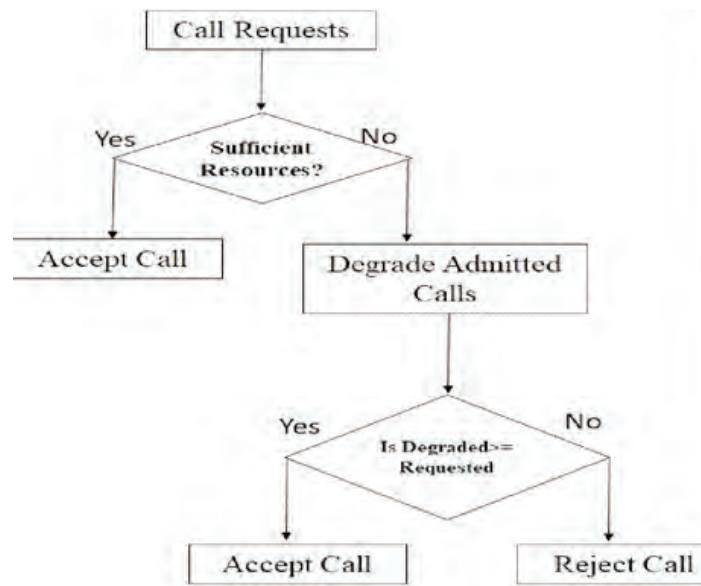 Call Requests
Yes
No
Sufficient
Resources?
Accept Call
Degrade Admitted
Calls
Yes
No
Is Degraded>=
Requested
Accept Call
Reject Call